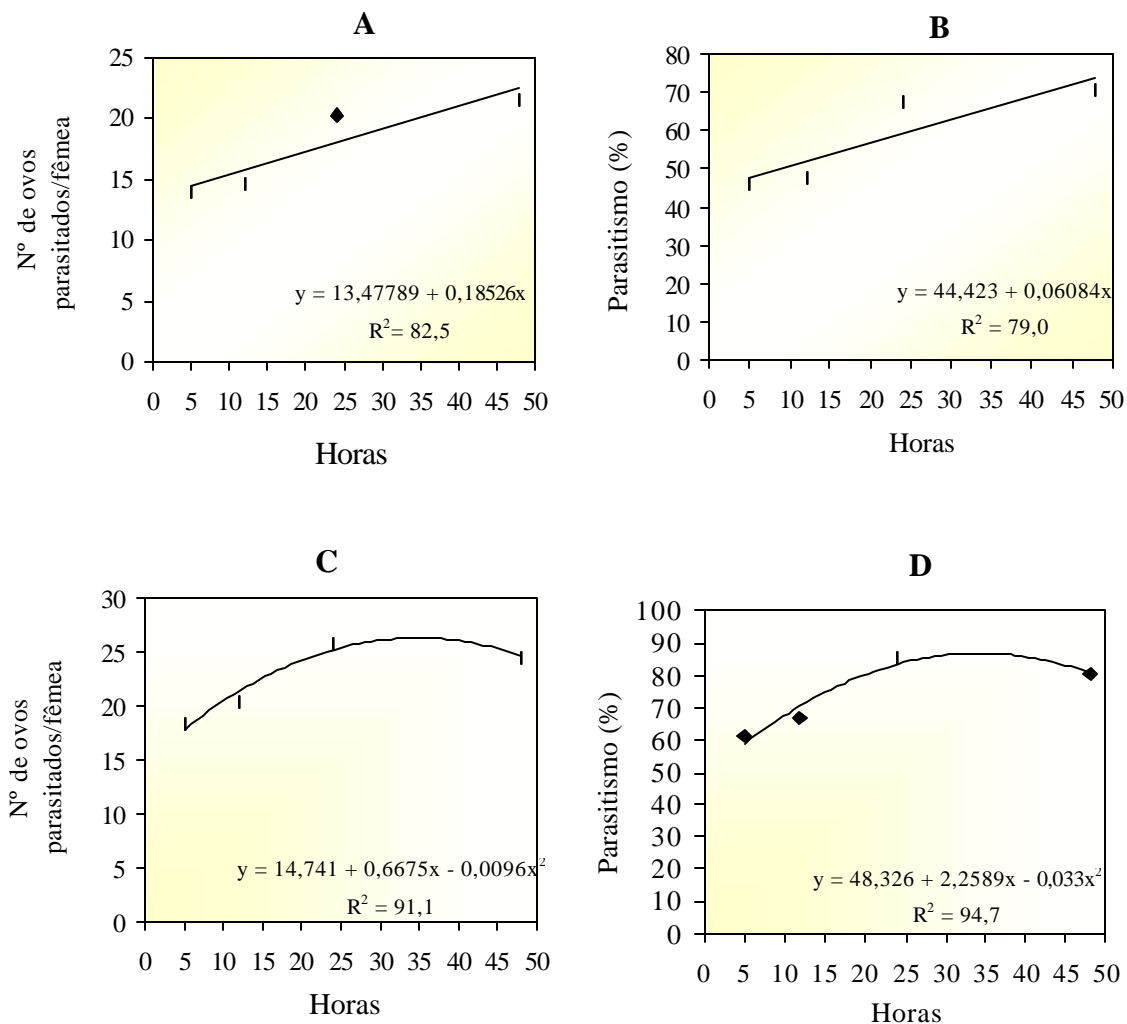 A
25
20
15
10
5
0
Nº de ovos
parasitados/fêmea
y = 13,47789 + 0,18526x
R²= 82,5
0 5 10 15 20 25 30 35 40 45 50
Horas
B
80
70
60
50
40
30
20
10
0
Parasitismo (%)
y = 44,423 + 0,06084x
R² = 79,0
0 5 10 15 20 25 30 35 40 45 50
Horas
C
30
25
20
15
10
5
0
Nº de ovos
parasitados/fêmea
y = 14,741 + 0,6675x - 0,0096x²
R² = 91,1
0 5 10 15 20 25 30 35 40 45 50
Horas
D
100
90
80
70
60
50
40
30
20
10
0
Parasitismo (%)
y = 48,326 + 2,2589x - 0,033x²
R² = 94,7
0 5 10 15 20 25 30 35 40 45 50
Horas